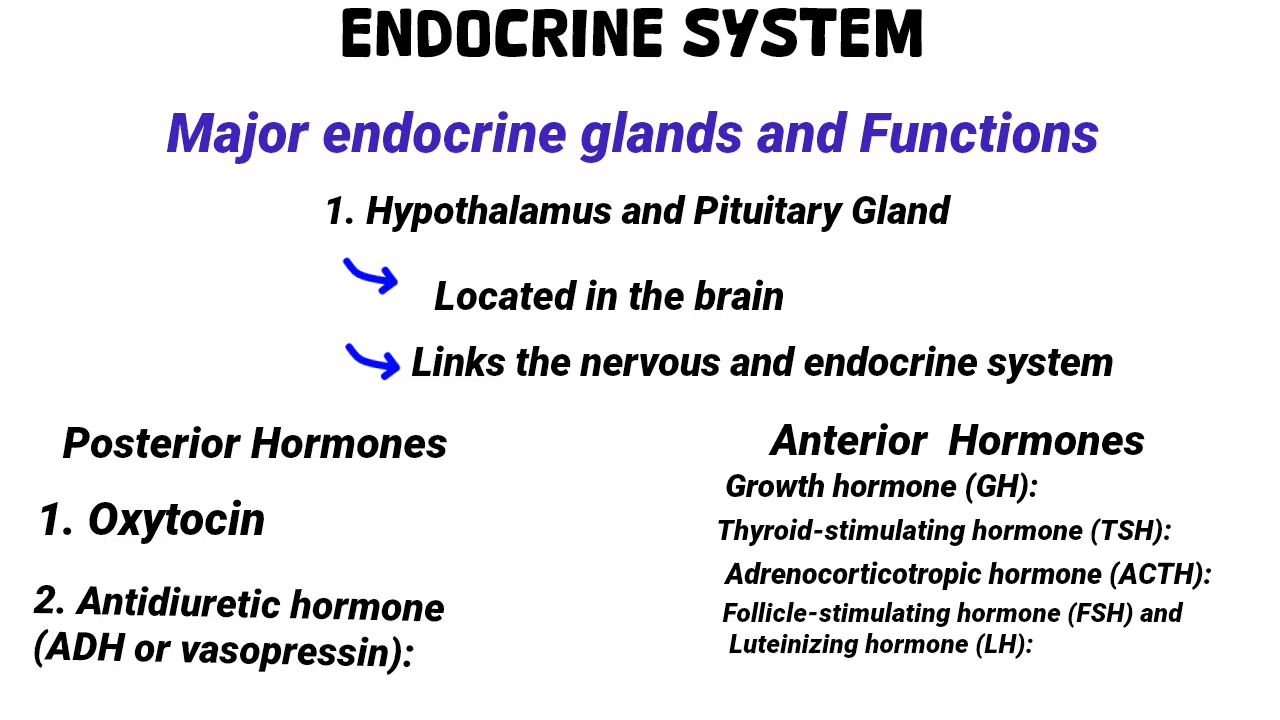 ENDOCRINE SYSTEM
Major endocrine glands and Functions
1. Hypothalamus and Pituitary Gland
Located in the brain
Links the nervous and endocrine system
Posterior Hormones
1. Oxytocin
2. Antidiuretic hormone
(ADH or vasopressin):
Anterior Hormones
Growth hormone (GH):
Thyroid-stimulating hormone (TSH):
Adrenocorticotropic hormone (ACTH):
Follicle-stimulating hormone (FSH) and
Luteinizing hormone (LH):